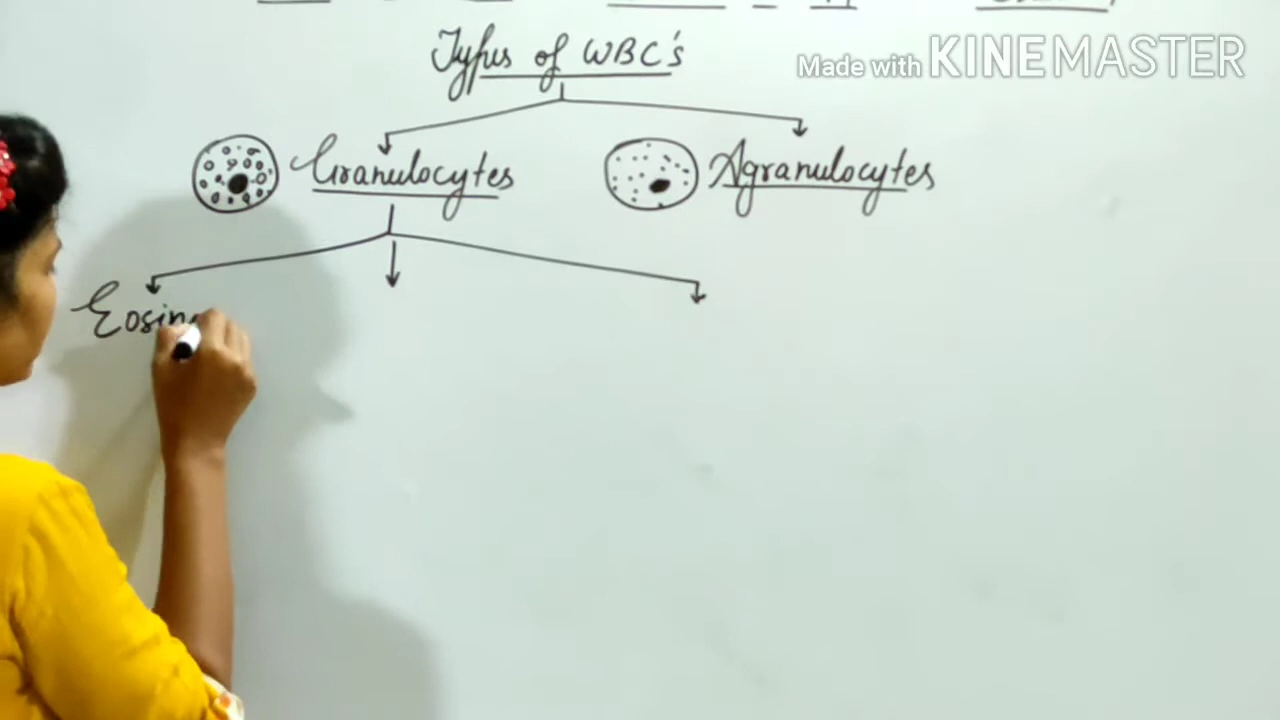 Types of WBC's
Made with KINEMASTER
Granulocytes
Agranulocytes
Eosin